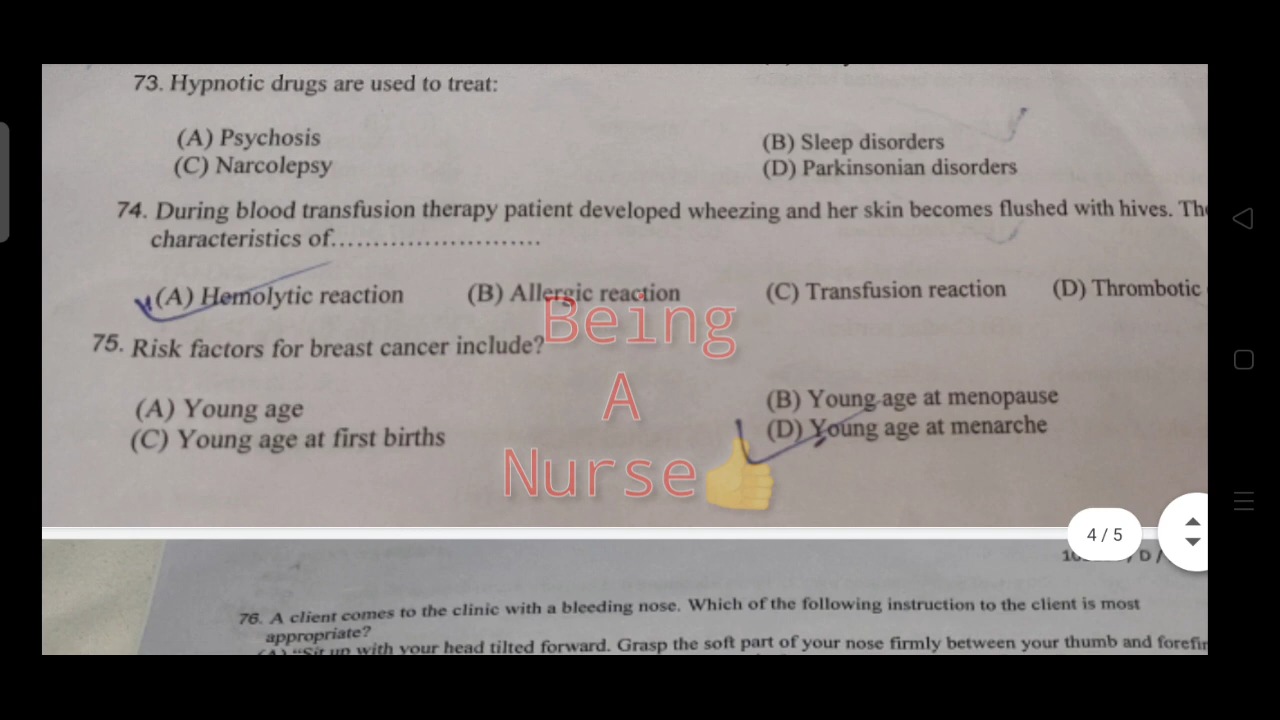 73. Hypnotic drugs are used to treat:
(A) Psychosis
(B) Sleep disorders
(C) Narcolepsy
(D) Parkinsonian disorders
74. During blood transfusion therapy patient developed wheezing and her skin becomes flushed with hives. The
characteristics of..........................
(A) Hemolytic reaction (B) Allergic reaction (C) Transfusion reaction (D) Thrombotic
75. Risk factors for breast cancer include?
(A) Young age
(B) Young age at menopause
(C) Young age at first births
(D) Young age at menarche
Being
A
Nurse
4 / 5
76. A client comes to the clinic with a bleeding nose. Which of the following instruction to the client is most
appropriate?
(A) "Sit up with your head tilted forward. Grasp the soft part of your nose firmly between your thumb and